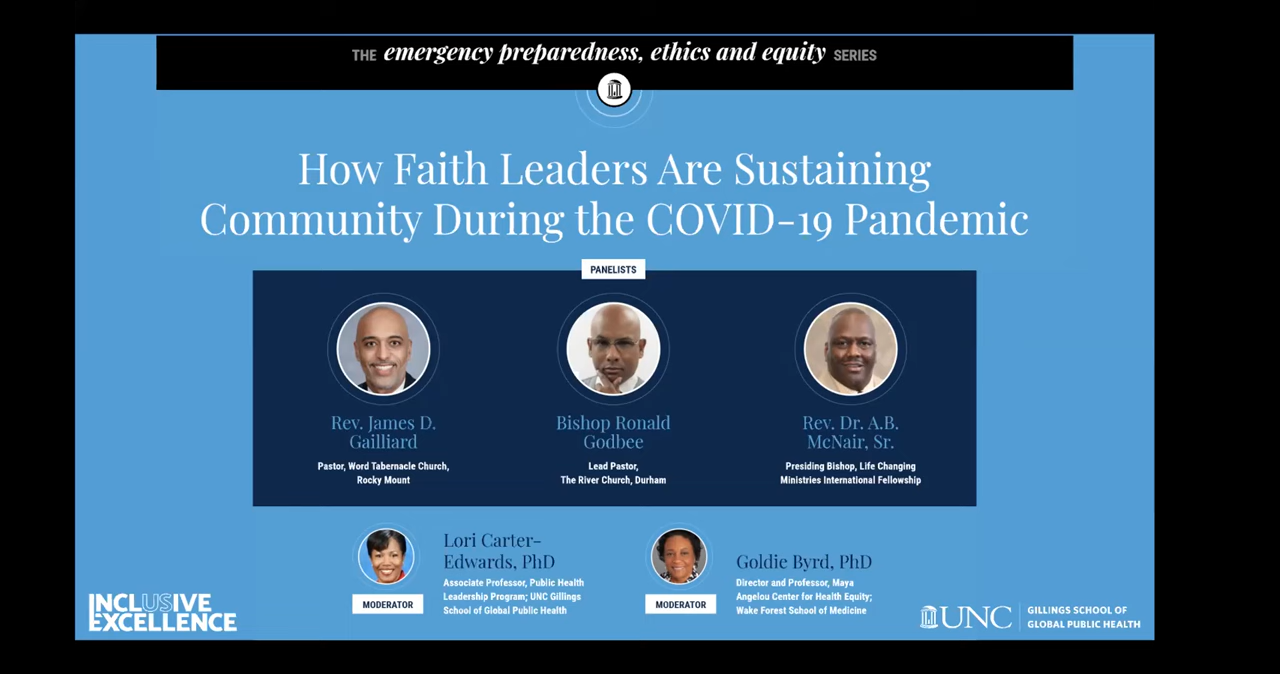 THE emergency preparedness, ethics and equity SERIES
How Faith Leaders Are Sustaining
Community During the COVID-19 Pandemic
PANELISTS
Rev. James D.
Gailliard
Pastor, Word Tabernacle Church,
Rocky Mount
Bishop Ronald
Godbee
Lead Pastor,
The River Church, Durham
Rev. Dr. A.B.
McNair, Sr.
Presiding Bishop, Life Changing
Ministries International Fellowship
Lori Carter-
Edwards, PhD
Associate Professor, Public Health
Leadership Program; UNC Gillings
School of Global Public Health
MODERATOR
Goldie Byrd, PhD
Director and Professor, Maya
Angelou Center for Health Equity;
Wake Forest School of Medicine
MODERATOR
INCLUSIVE
EXCELLENCE
UNC
GILLINGS SCHOOL OF
GLOBAL PUBLIC HEALTH